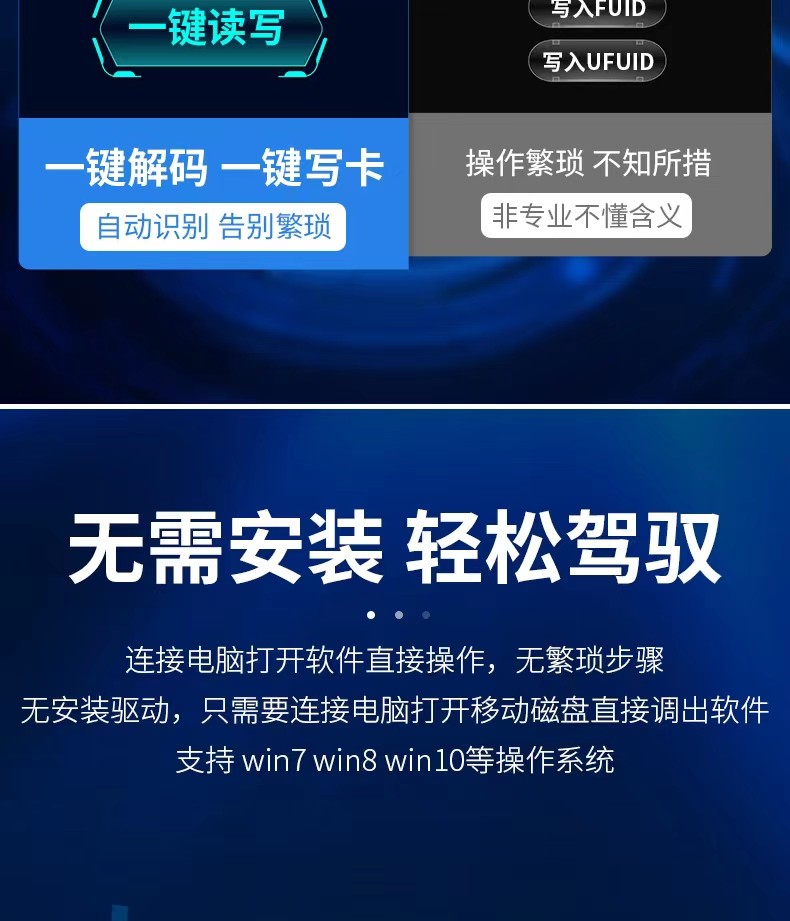 一键读写
写入FUID
写入UFUID
一键解码 一键写卡
自动识别 告别繁琐
操作繁琐 不知所措
非专业不懂含义
无需安装 轻松驾驭
连接电脑打开软件直接操作，无繁琐步骤
无安装驱动，只需要连接电脑打开移动磁盘直接调出软件
支持 win7 win8 win10等操作系统